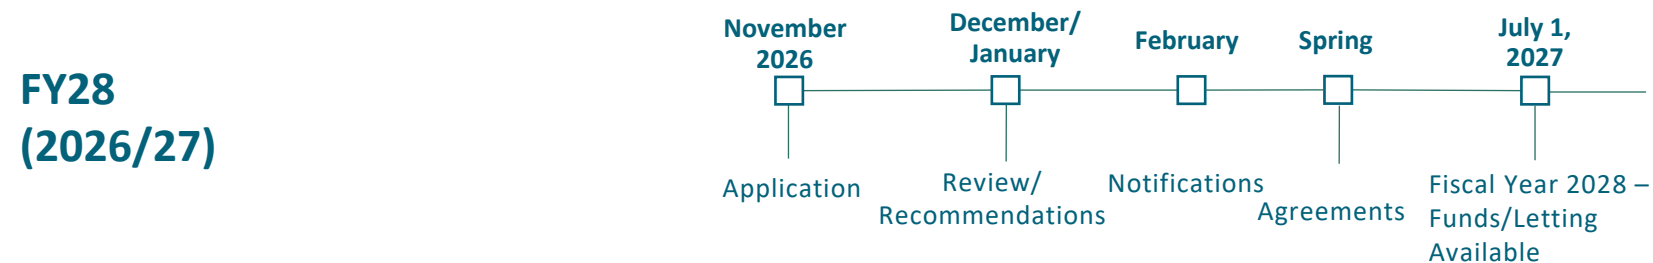 FY28
(2026/27)
November
2026
December/
January
February
Spring
July 1,
2027
Application
Review/
Recommendations
Notifications
Agreements
Fiscal Year 2028 –
Funds/Letting
Available